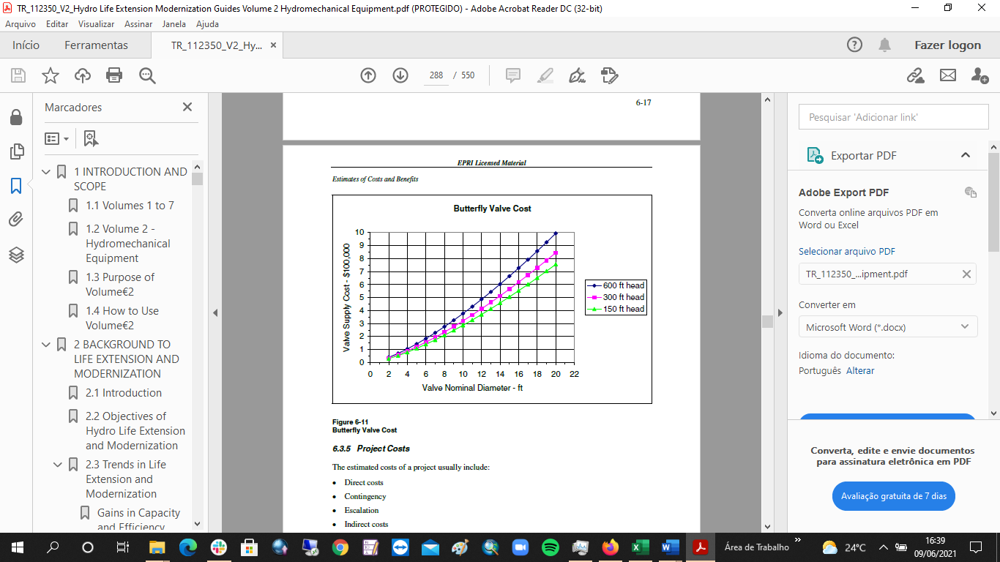 TR_112350_V2_Hydro Life Extension Modernization Guides Volume 2 Hydromechanical Equipment.pdf (PROTEGIDO) - Adobe Acrobat Reader DC (32-bit)
Arquivo Editar Visualizar Assinar Janela Ajuda
Início Ferramentas TR_112350_V2_Hy... × Fazer logon
288 / 550
Marcadores
1 INTRODUCTION AND
SCOPE
1.1 Volumes 1 to 7
1.2 Volume 2 -
Hydromechanical
Equipment
1.3 Purpose of
Volume€2
1.4 How to Use
Volume€2
2 BACKGROUND TO
LIFE EXTENSION AND
MODERNIZATION
2.1 Introduction
2.2 Objectives of
Hydro Life Extension
and Modernization
2.3 Trends in Life
Extension and
Modernization
Gains in Capacity
and Efficiency
6-17
EPRI Licensed Material
Estimates of Costs and Benefits
Butterfly Valve Cost
Valve Supply Cost - $100,000
10
9
8
7
6
5
4
3
2
1
0
0 2 4 6 8 10 12 14 16 18 20 22
Valve Nominal Diameter - ft
600 ft head
300 ft head
150 ft head
Figure 6-11
Butterfly Valve Cost
6.3.5 Project Costs
The estimated costs of a project usually include:
• Direct costs
• Contingency
• Escalation
• Indirect costs
Pesquisar 'Adicionar link'
Exportar PDF
Adobe Export PDF
Converta online arquivos PDF em
Word ou Excel
Selecionar arquivo PDF
TR_112350_...ipment.pdf
Converter em
Microsoft Word (*.docx)
Idioma do documento:
Português Alterar
Converta, edite e envie documentos
para assinatura eletrônica em PDF
Avaliação gratuita de 7 dias
Área de Trabalho » 24°C 16:39
09/06/2021